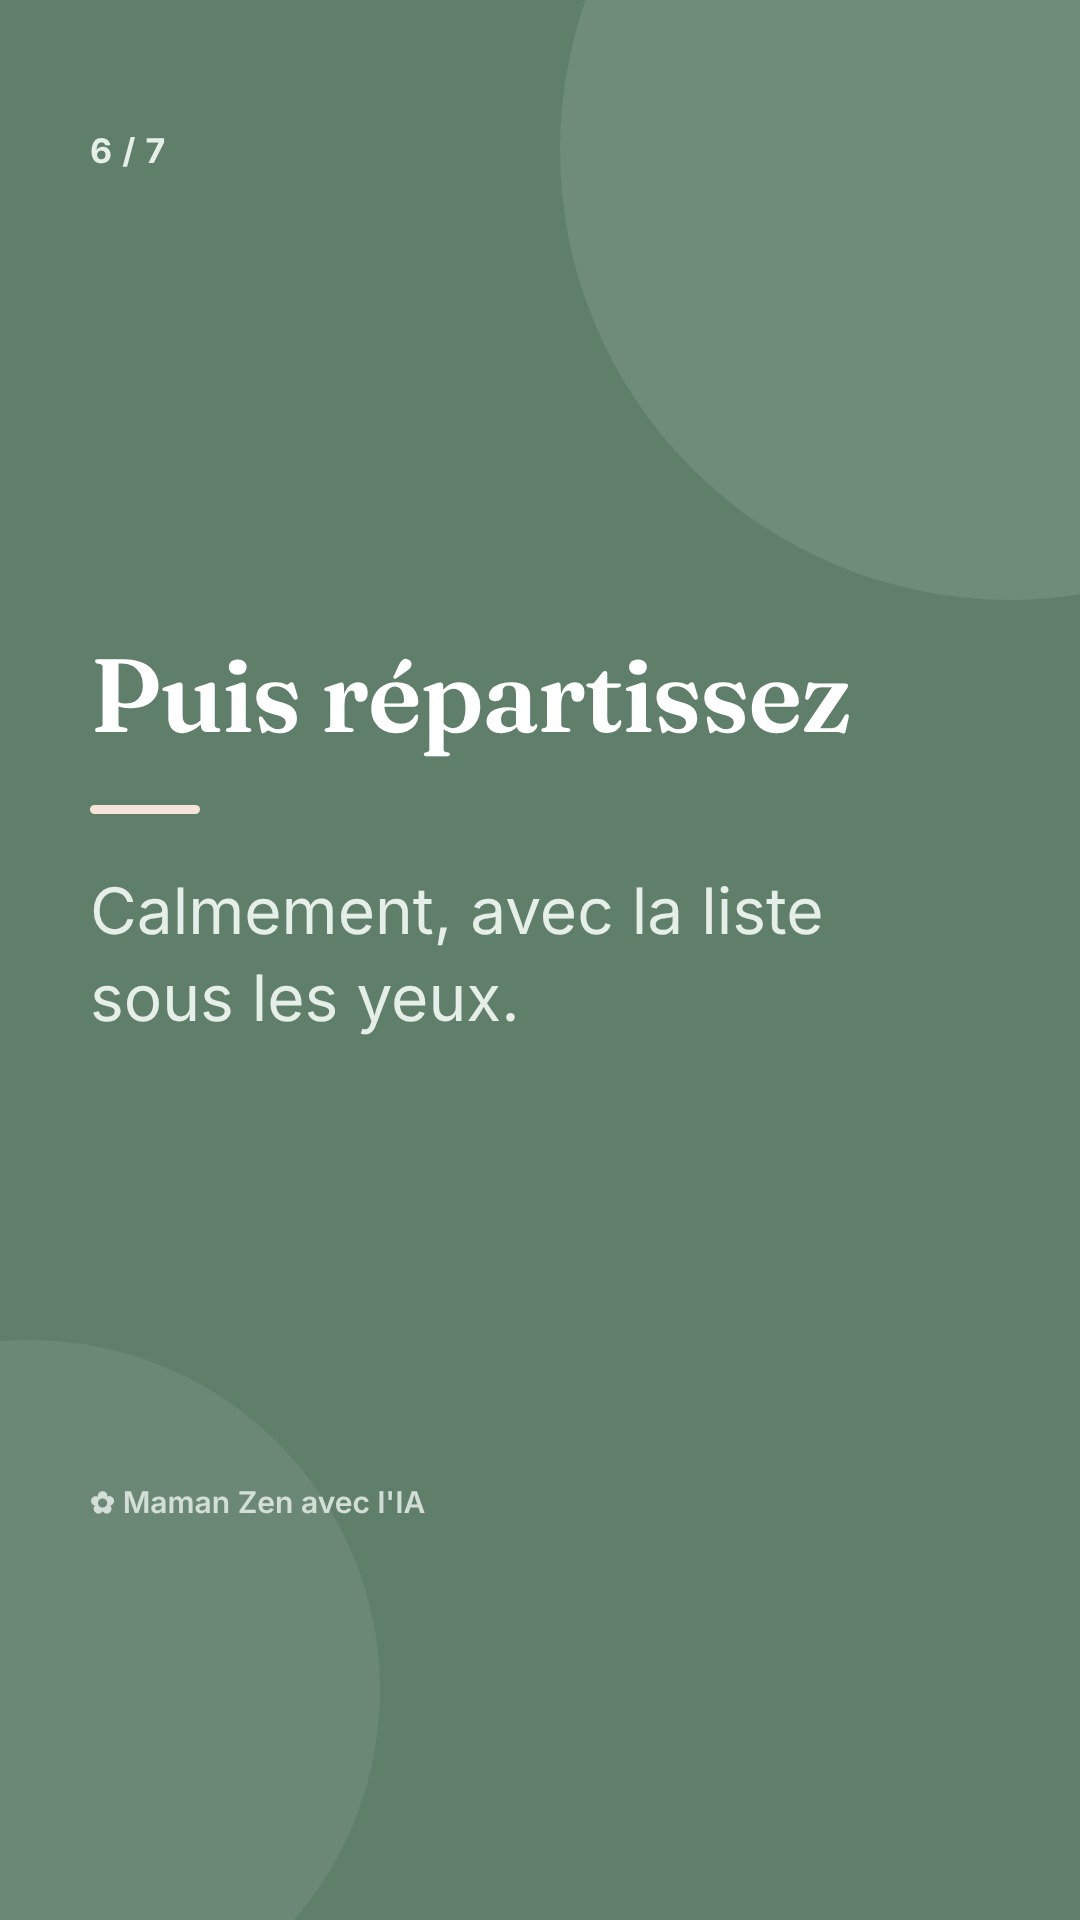 6 / 7
Puis répartissez
Calmement, avec la liste
sous les yeux.
✿ Maman Zen avec l'IA